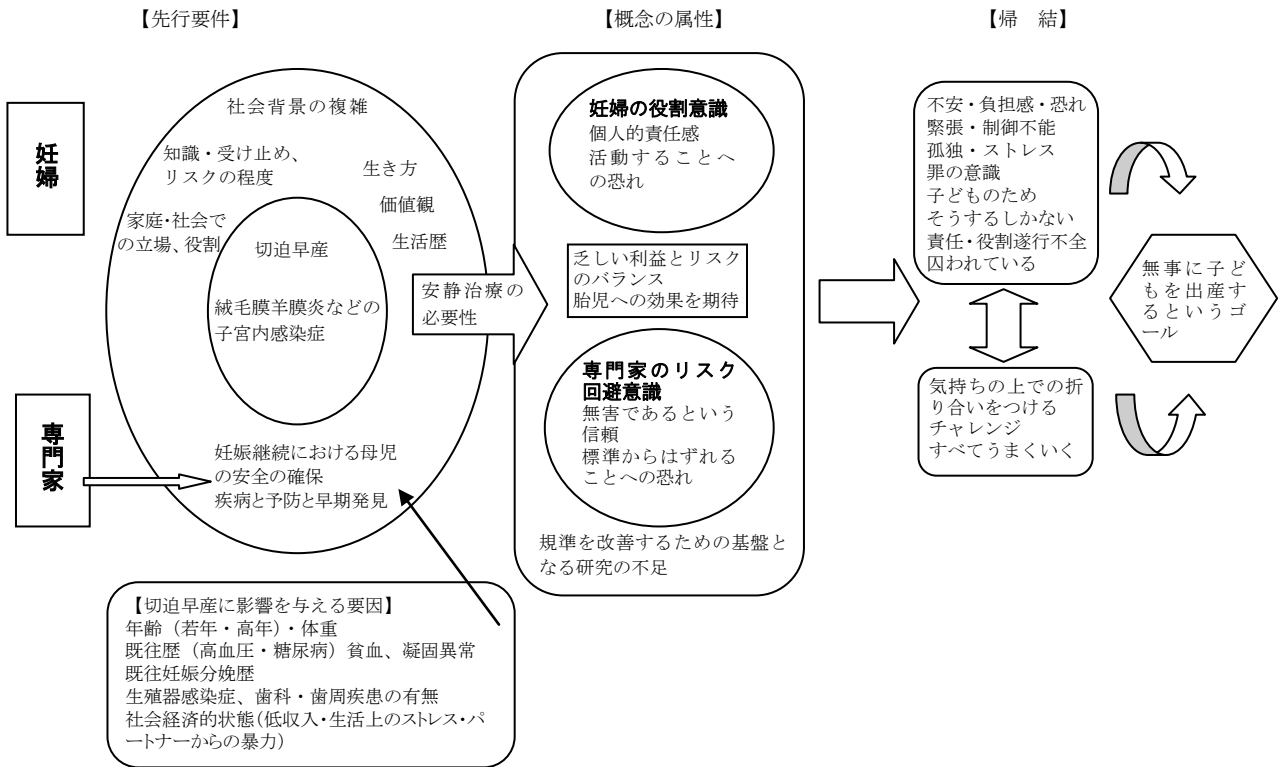 【先行要件】
【概念の属性】
【帰　結】
妊婦
専門家
社会背景の複雑
知識・受け止め、
リスクの程度
生き方
価値観
生活歴
家庭・社会で
の立場、役割
切迫早産
絨毛膜羊膜炎などの
子宮内感染症
妊娠継続における母児
の安全の確保
疾病と予防と早期発見
安静治療の
必要性
【切迫早産に影響を与える要因】
年齢（若年・高年）・体重
既往歴（高血圧・糖尿病）貧血、凝固異常
既往妊娠分娩歴
生殖器感染症、歯科・歯周疾患の有無
社会経済的状態（低収入・生活上のストレス・パ
ートナーからの暴力）
妊婦の役割意識
個人的責任感
活動することへ
の恐れ
乏しい利益とリスク
のバランス
胎児への効果を期待
専門家のリスク
回避意識
無害であるという
信頼
標準からはずれる
ことへの恐れ
規準を改善するための基盤と
なる研究の不足
不安・負担感・恐れ
緊張・制御不能
孤独・ストレス
罪の意識
子どものため
そうするしかない
責任・役割遂行不全
囚われている
気持ちの上での折
り合いをつける
チャレンジ
すべてうまくいく
無事に子ど
もを出産す
るというゴ
ール